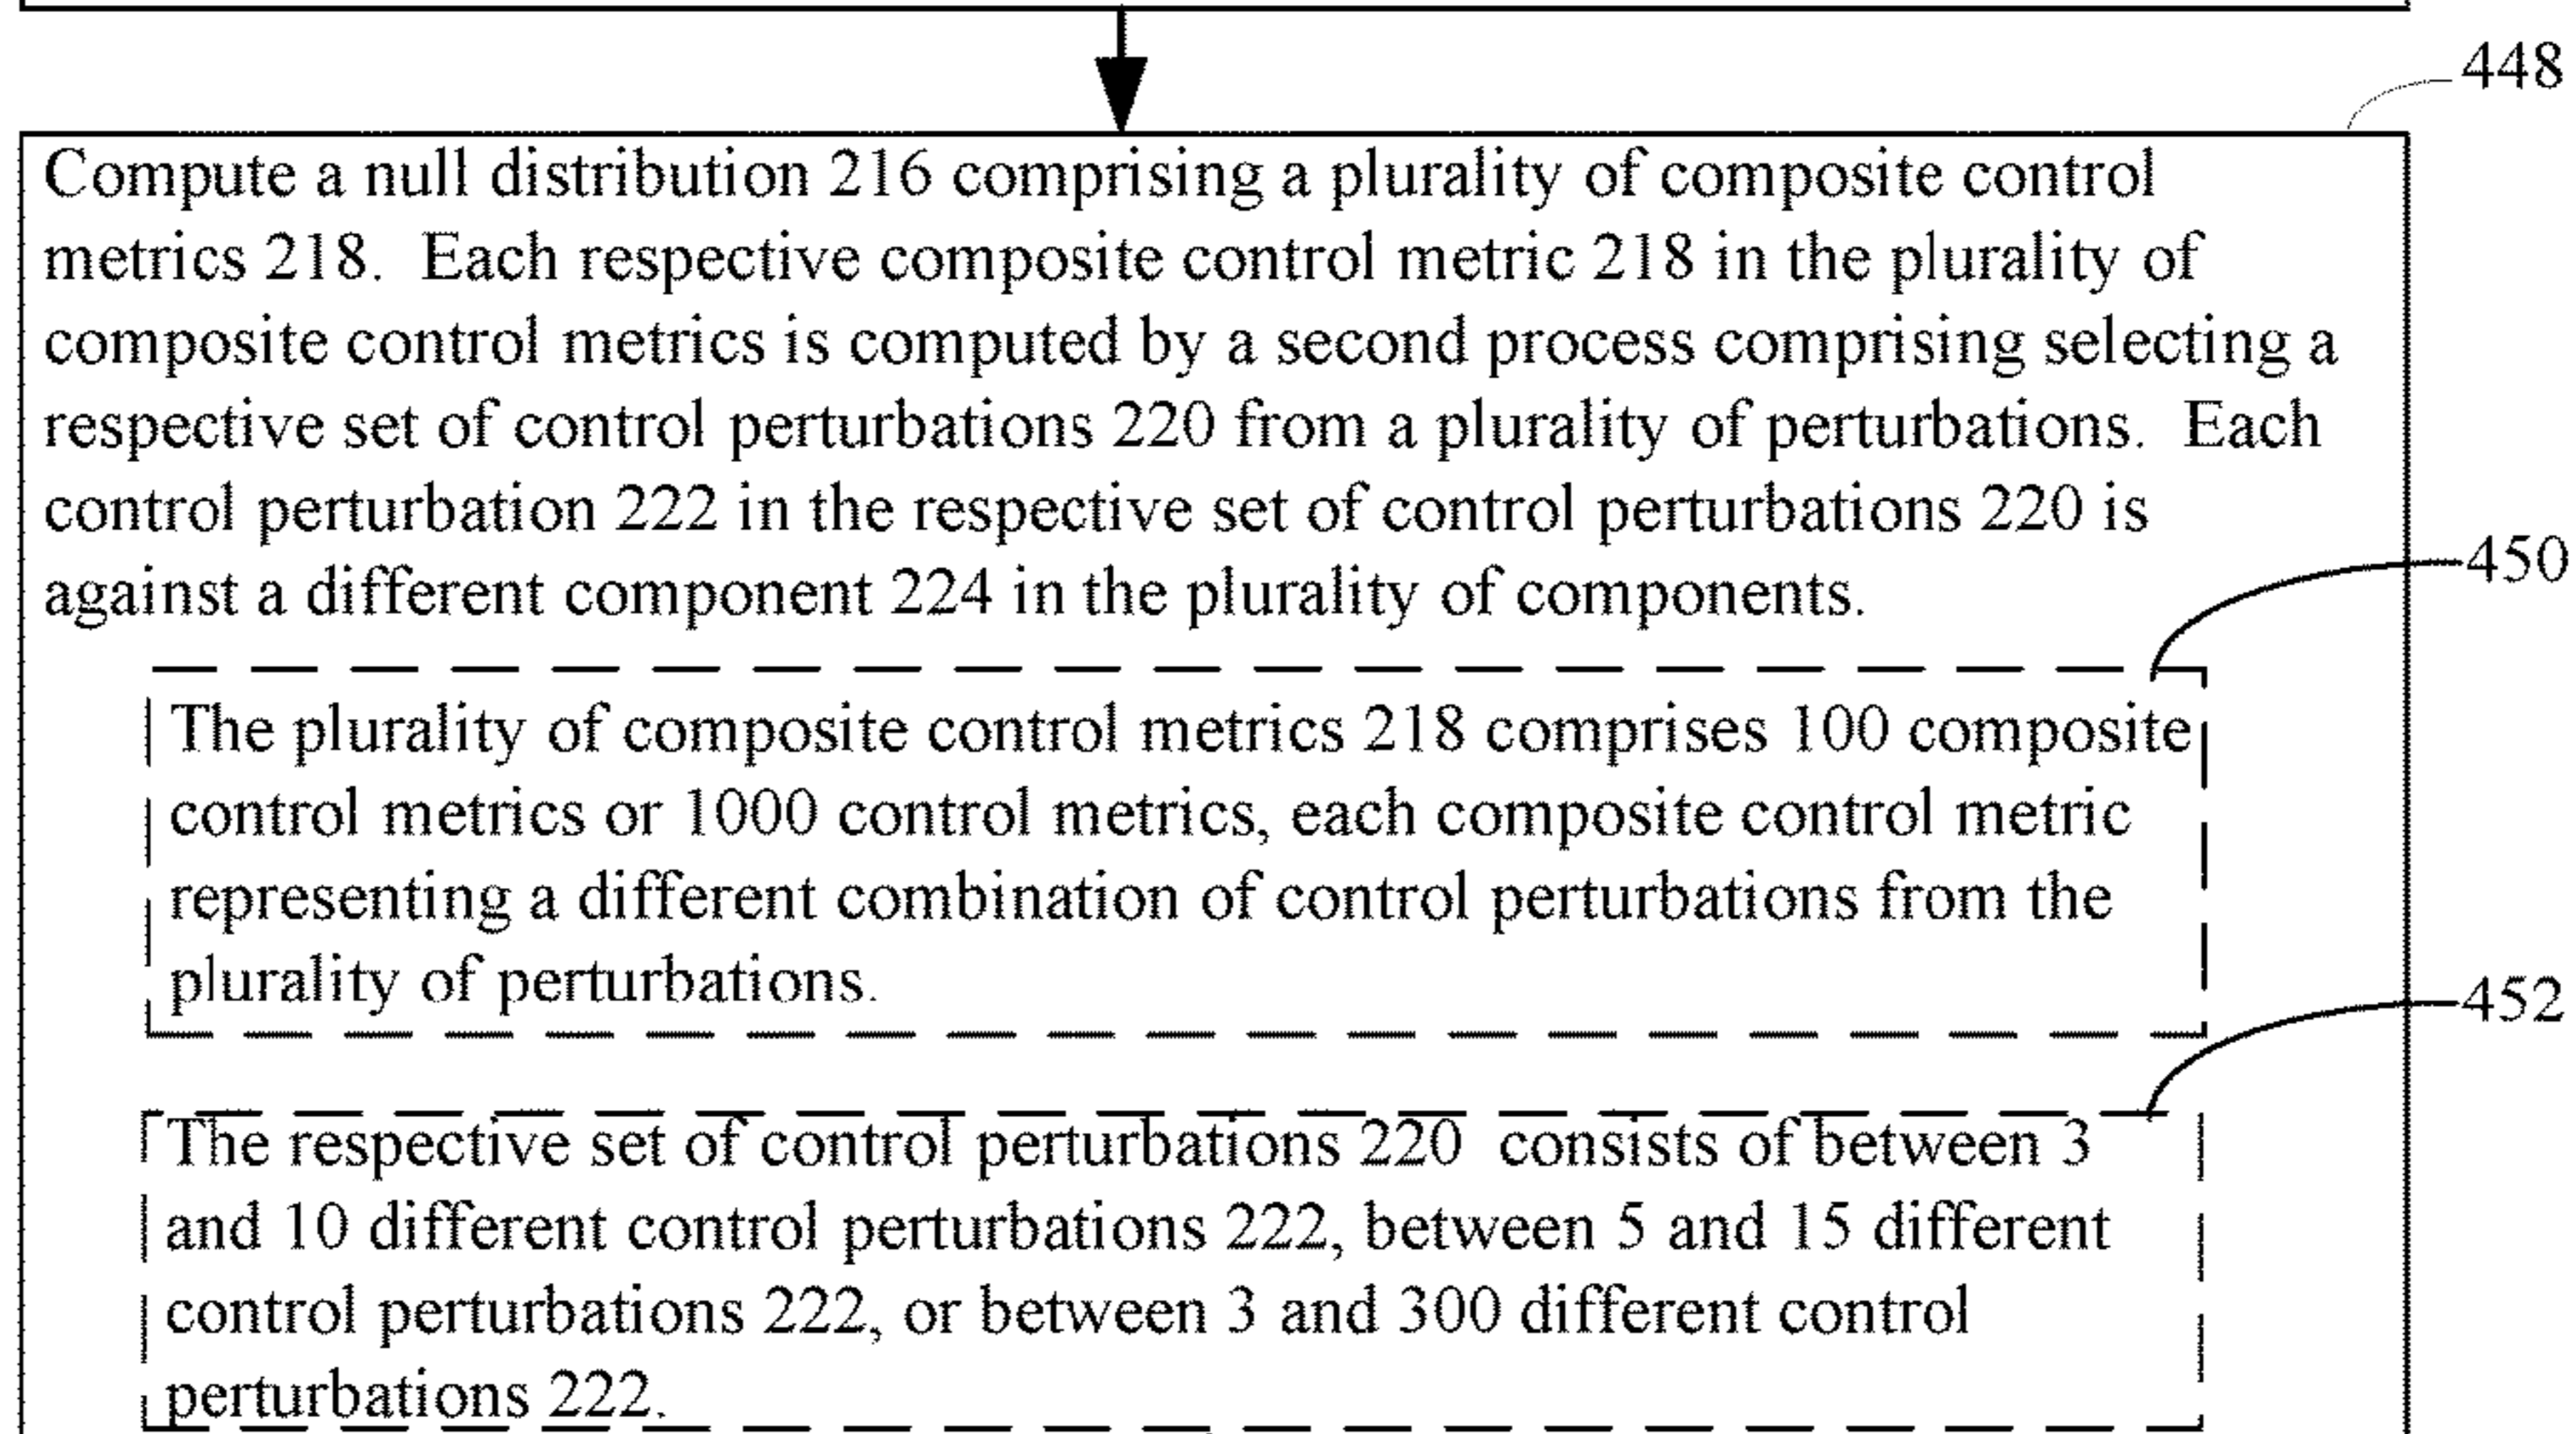 448
Compute a null distribution 216 comprising a plurality of composite control
metrics 218.  Each respective composite control metric 218 in the plurality of
composite control metrics is computed by a second process comprising selecting a
respective set of control perturbations 220 from a plurality of perturbations.  Each
control perturbation 222 in the respective set of control perturbations 220 is
against a different component 224 in the plurality of components.
450
The plurality of composite control metrics 218 comprises 100 composite
control metrics or 1000 control metrics, each composite control metric
representing a different combination of control perturbations from the
plurality of perturbations.
452
The respective set of control perturbations 220  consists of between 3
and 10 different control perturbations 222, between 5 and 15 different
control perturbations 222, or between 3 and 300 different control
perturbations 222.